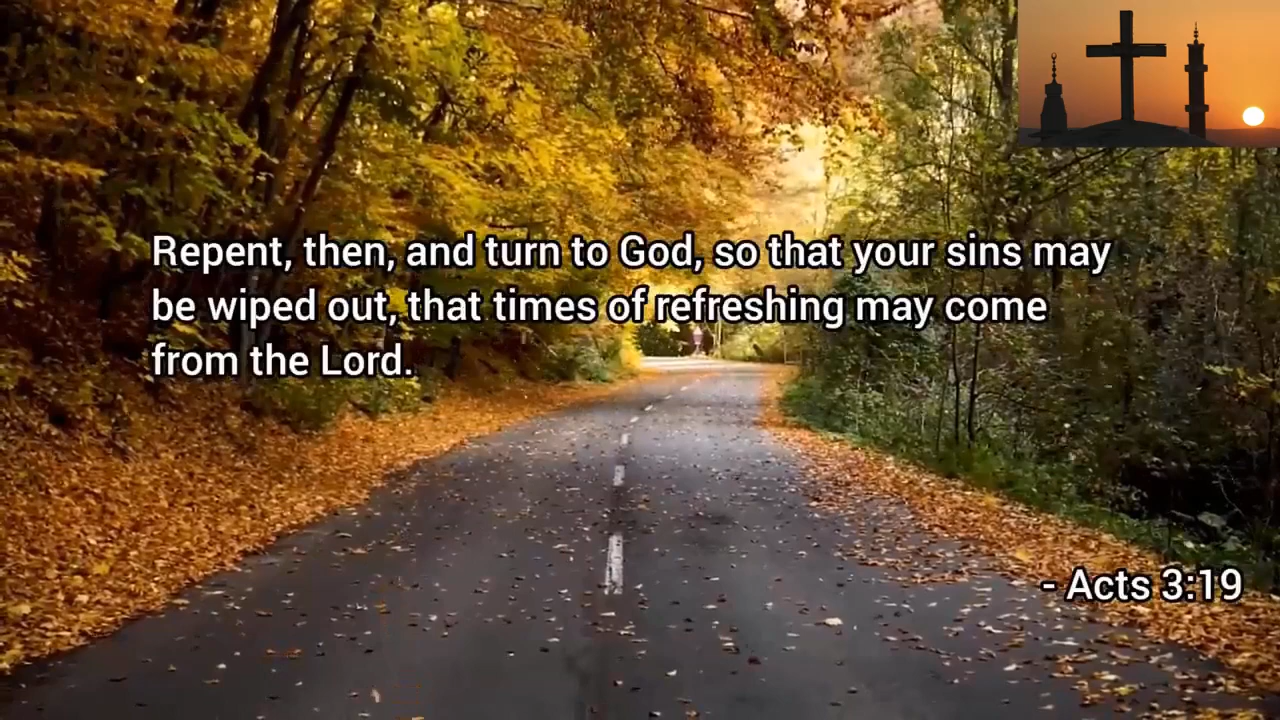 Repent, then, and turn to God, so that your sins may
be wiped out, that times of refreshing may come
from the Lord.
- Acts 3:19